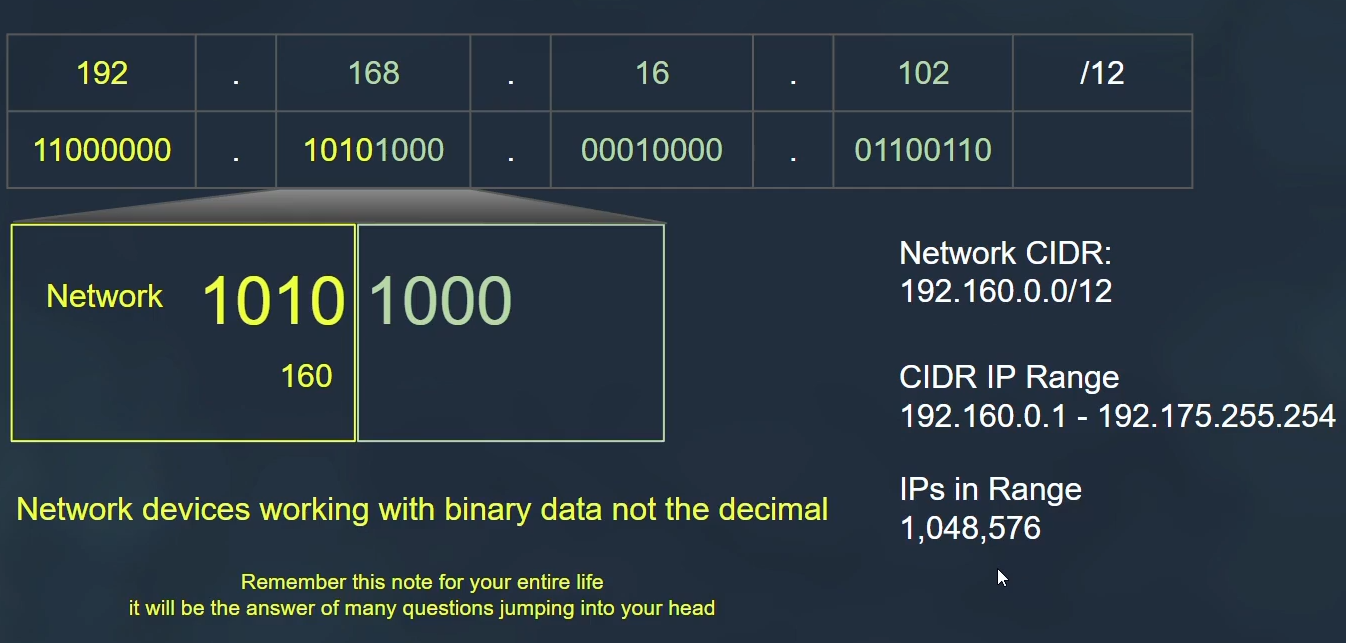 192 . 168 . 16 . 102 /12
11000000 . 10101000 . 00010000 . 01100110
Network 1010 1000
160
Network CIDR:
192.160.0.0/12
CIDR IP Range
192.160.0.1 - 192.175.255.254
IPs in Range
1,048,576
Network devices working with binary data not the decimal
Remember this note for your entire life
it will be the answer of many questions jumping into your head